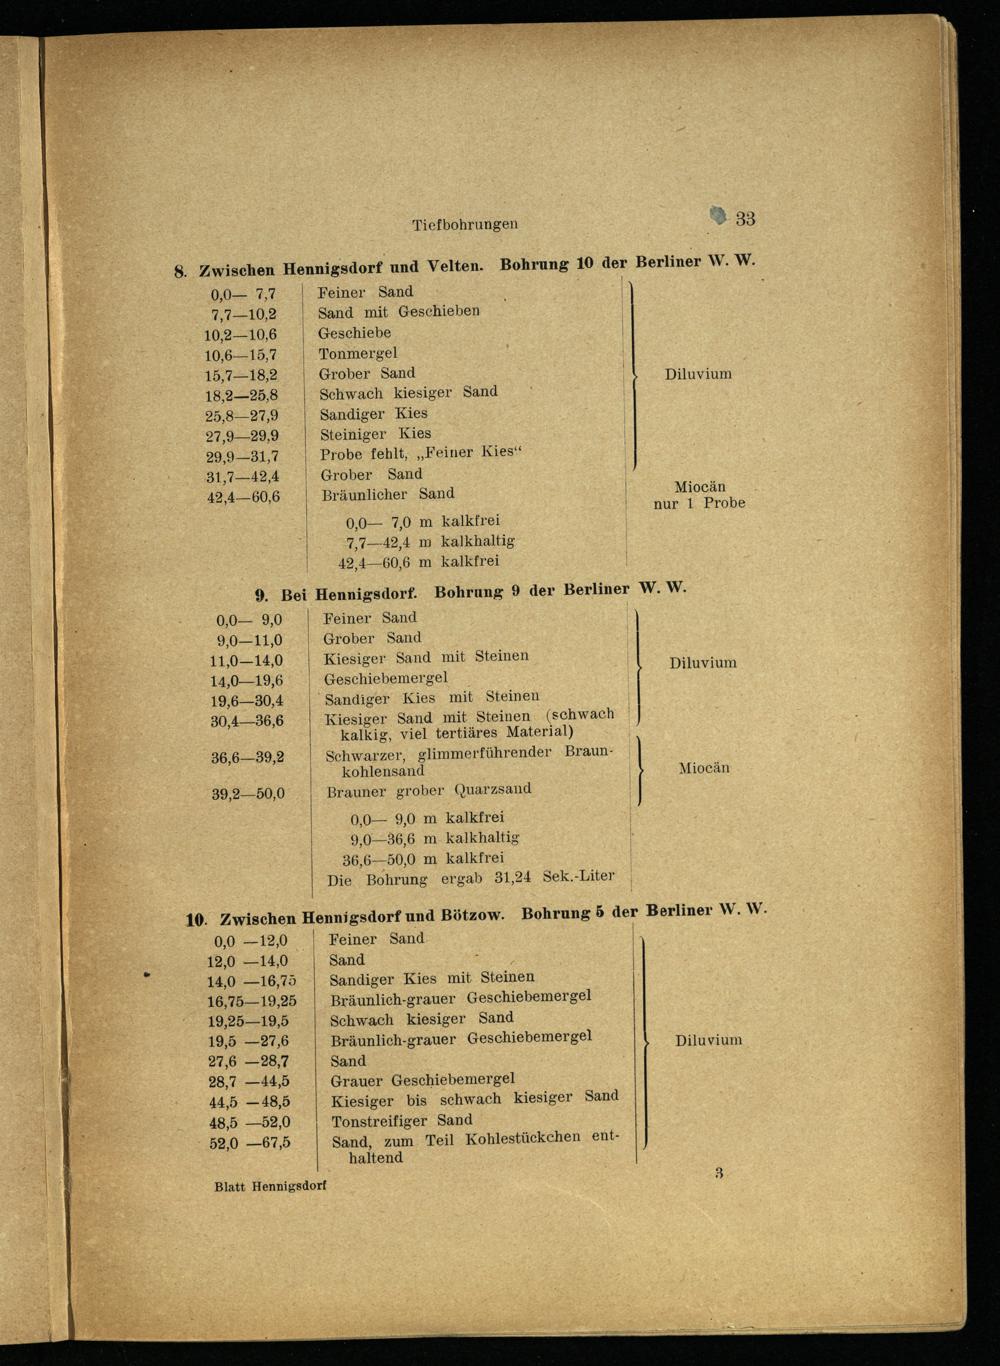 Tiefbohrungen 33
8. Zwischen Hennigsdorf und Velten. Bohrung 10 der Berliner W. W.
0,0— 7,7 Feiner Sand
7,7—10,2 Sand mit Geschieben
10,2—10,6 Geschiebe
10,6—15,7 Tonmergel
15,7—18,2 Grober Sand Diluvium
18,2—25,8 Schwach kiesiger Sand
25,8—27,9 Sandiger Kies
27,9—29,9 Steiniger Kies
29,9—31,7 Probe fehlt, „Feiner Kies“
31,7—42,4 Grober Sand
42,4—60,6 Bräunlicher Sand Miocän
nur 1 Probe
0,0— 7,0 m kalkfrei
7,7—42,4 m kalkhaltig
42,4—60,6 m kalkfrei
9. Bei Hennigsdorf. Bohrung 9 der Berliner W. W.
0,0— 9,0 Feiner Sand
9,0—11,0 Grober Sand
11,0—14,0 Kiesiger Sand mit Steinen Diluvium
14,0—19,6 Geschiebemergel
19,6—30,4 Sandiger Kies mit Steinen
30,4—36,6 Kiesiger Sand mit Steinen (schwach
kalkig, viel tertiäres Material)
36,6—39,2 Schwarzer, glimmerführender Braun-
kohlensand Miocän
39,2—50,0 Brauner grober Quarzsand
0,0— 9,0 m kalkfrei
9,0—36,6 m kalkhaltig
36,6—50,0 m kalkfrei
Die Bohrung ergab 31,24 Sek.-Liter
10. Zwischen Hennigsdorf und Bötzow. Bohrung 5 der Berliner W. W.
0,0 —12,0 Feiner Sand
12,0 —14,0 Sand
14,0 —16,75 Sandiger Kies mit Steinen
16,75—19,25 Bräunlich-grauer Geschiebemergel
19,25—19,5 Schwach kiesiger Sand
19,5 —27,6 Bräunlich-grauer Geschiebemergel Diluvium
27,6 —28,7 Sand
28,7 —44,5 Grauer Geschiebemergel
44,5 —48,5 Kiesiger bis schwach kiesiger Sand
48,5 —52,0 Tonstreifiger Sand
52,0 —67,5 Sand, zum Teil Kohlestückchen ent-
haltend
Blatt Hennigsdorf 3